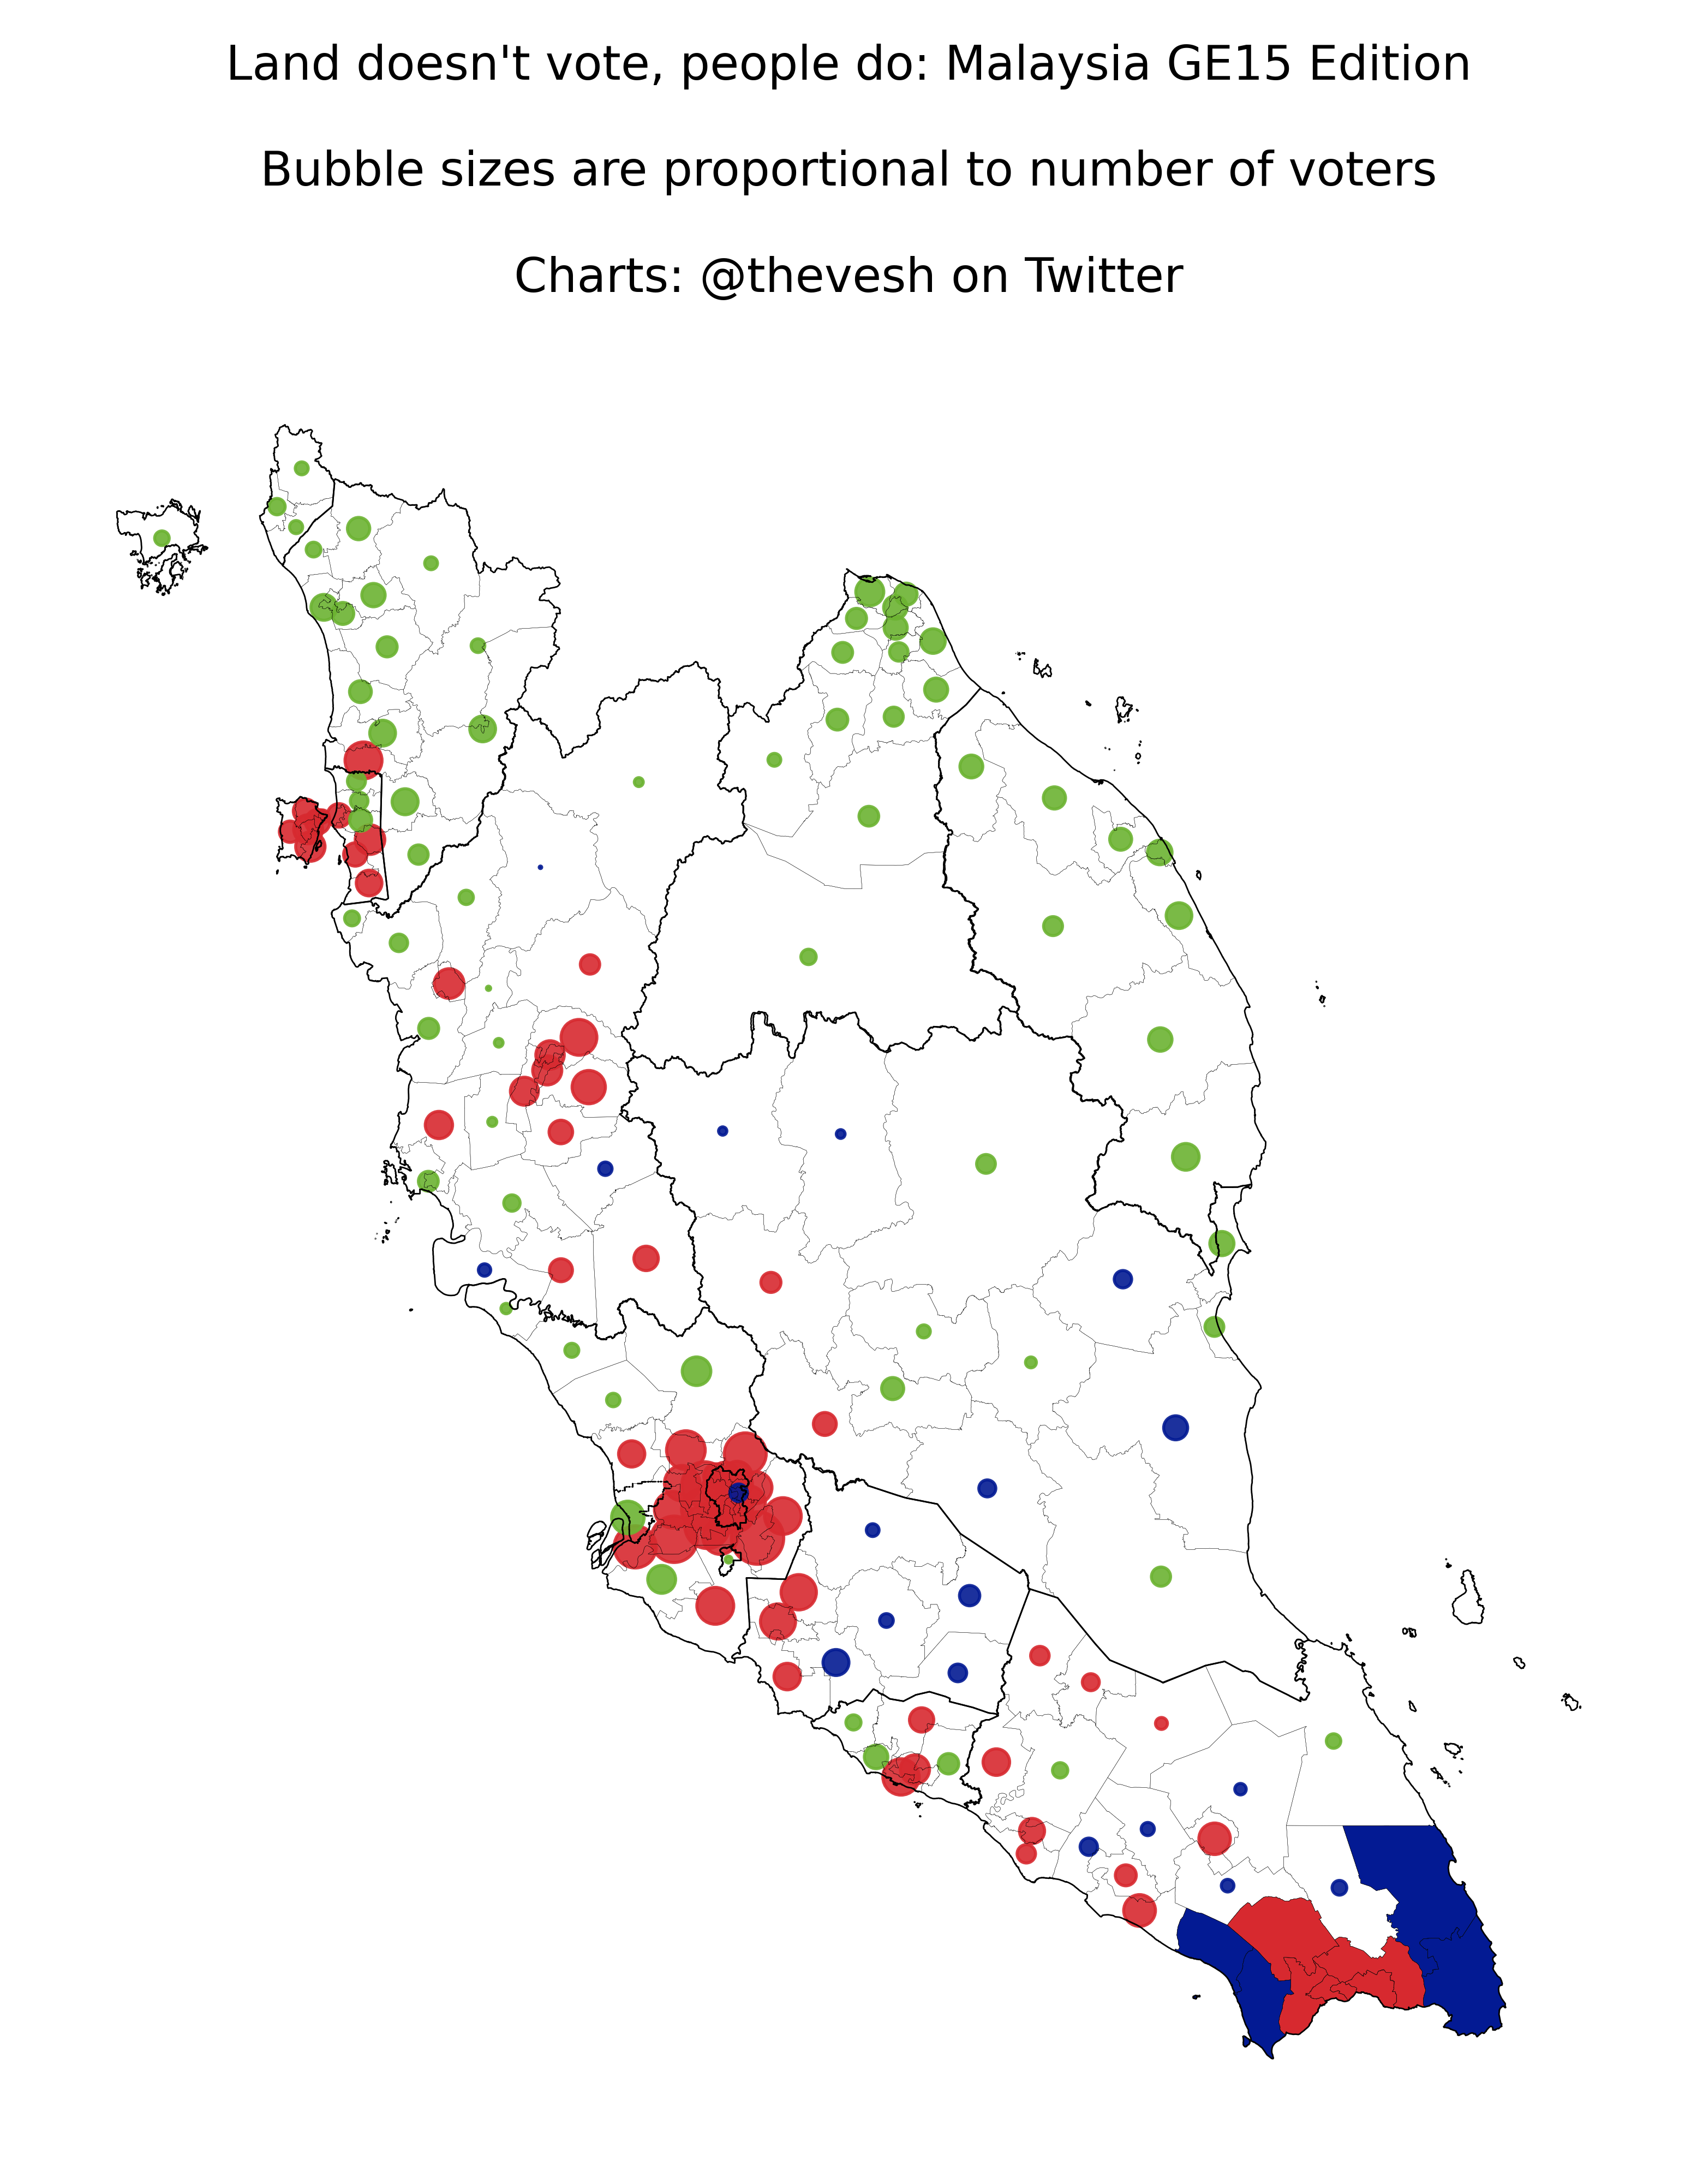 Land doesn't vote, people do: Malaysia GE15 Edition
Bubble sizes are proportional to number of voters
Charts: @thevesh on Twitter